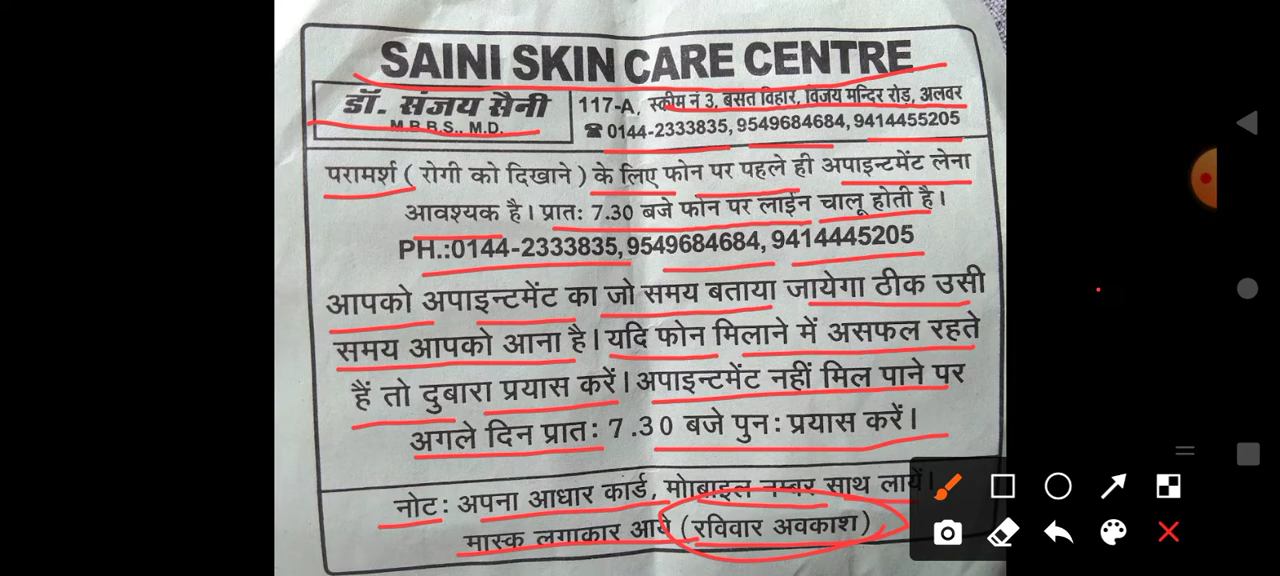 SAINI SKIN CARE CENTRE
डॉ. संजय सैनी
M.B.B.S., M.D.
117-A, स्कीम नं 3, बसंत विहार, विजय मन्दिर रोड़, अलवर
☎ 0144-2333835, 9549684684, 9414455205
परामर्श ( रोगी को दिखाने ) के लिए फोन पर पहले ही अपाइन्टमेंट लेना
आवश्यक है। प्रातः 7.30 बजे फोन पर लाईन चालू होती है।
PH.:0144-2333835, 9549684684, 9414445205
आपको अपाइन्टमेंट का जो समय बताया जायेगा ठीक उसी
समय आपको आना है। यदि फोन मिलाने में असफल रहते
हैं तो दुबारा प्रयास करें। अपाइन्टमेंट नहीं मिल पाने पर
अगले दिन प्रातः 7.30 बजे पुनः प्रयास करें।
नोट: अपना आधार कार्ड, मोबाइल नम्बर साथ लायें।
मास्क लगाकार आये (रविवार अवकाश)